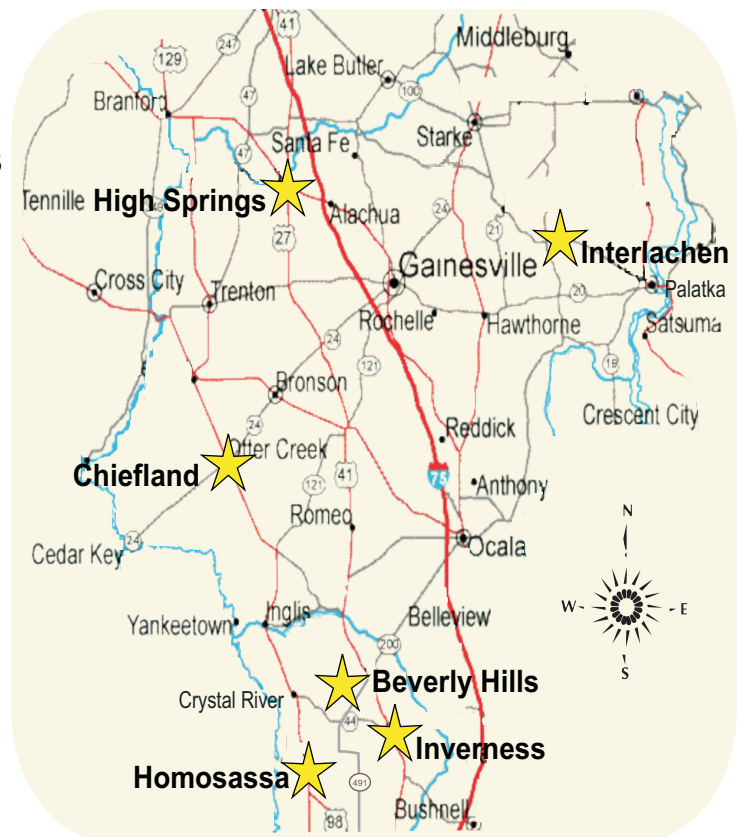 41
247
Middleburg
129
Lake Butler
47
100
Branford
Starke
Santa Fe
47
Tennille
High Springs
Alachua
24
27
21
Gainesville
Interlachen
Cross City
Trenton
20
Palatka
Rochelle
Hawthorne
Satsuma
24
121
19
Bronson
Crescent City
24
Reddick
Otter Creek
Chiefland
41
75
121
Anthony
Romeo
N
24
Ocala
Cedar Key
Inglis
Belleview
W
E
Yankeetown
200
S
Beverly Hills
Crystal River
44
Inverness
Homosassa
491
Bushnell
98